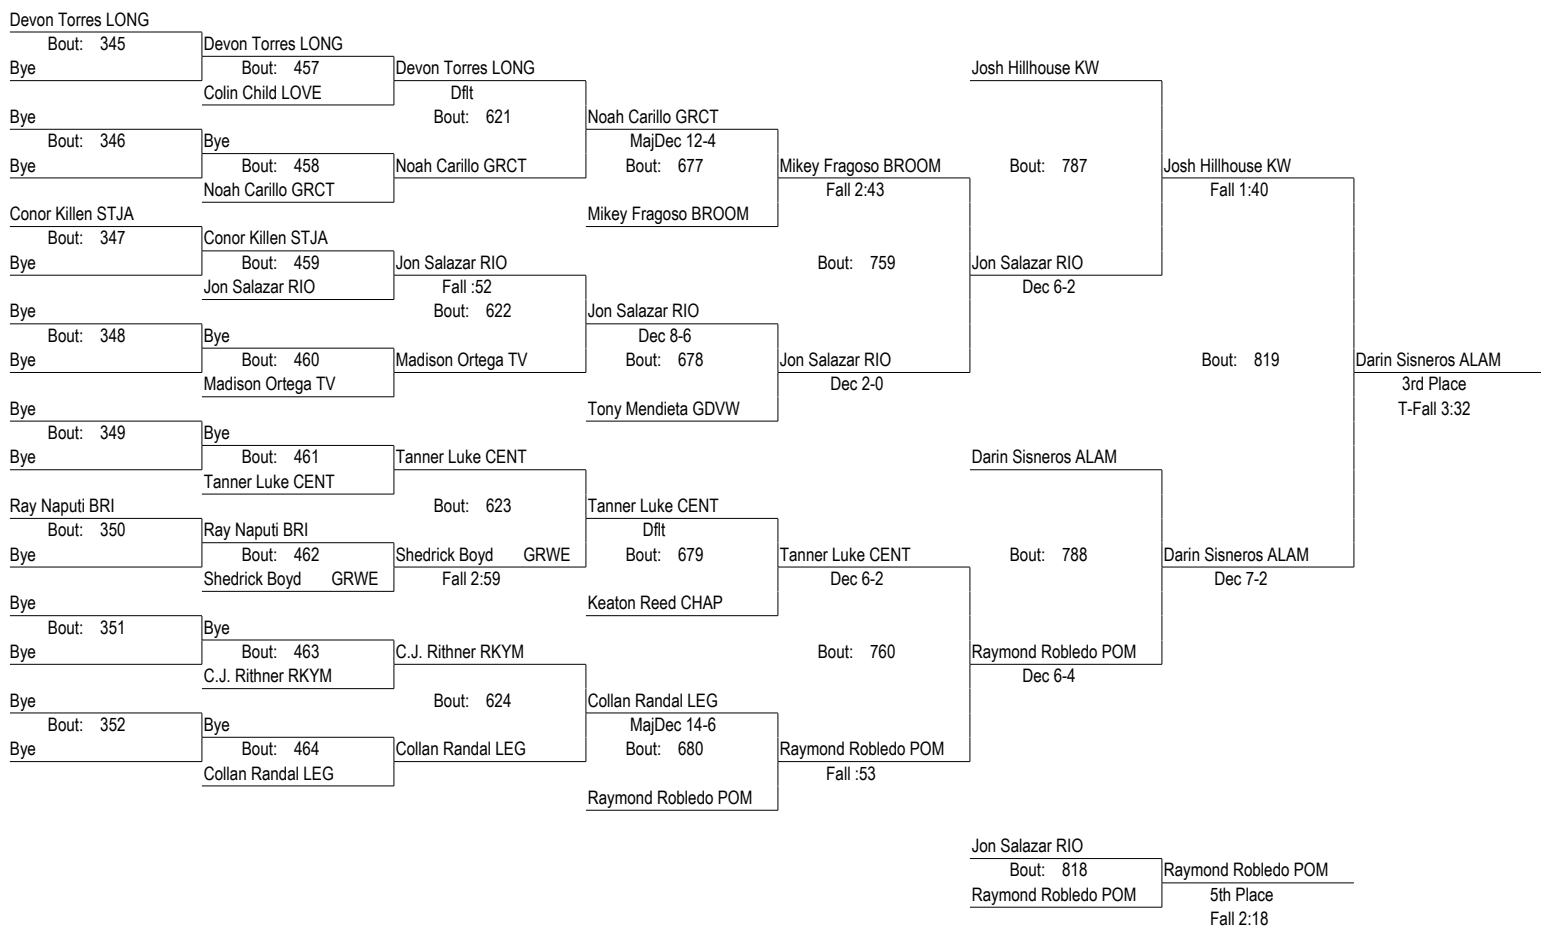 Devon Torres LONG
Bout: 345
Bye
Bye
Bout: 346
Bye
Conor Killen STJA
Bout: 347
Bye
Bye
Bout: 348
Bye
Bye
Bout: 349
Bye
Ray Naputi BRI
Bout: 350
Bye
Bye
Bout: 351
Bye
Bye
Bout: 352
Bye
Devon Torres LONG
Bout: 457
Colin Child LOVE
Bye
Bout: 458
Noah Carillo GRCT
Conor Killen STJA
Bout: 459
Jon Salazar RIO
Bye
Bout: 460
Madison Ortega TV
Bye
Bout: 461
Tanner Luke CENT
Ray Naputi BRI
Bout: 462
Shedrick Boyd GRWE
Bye
Bout: 463
C.J. Rithner RKYM
Bye
Bout: 464
Collan Randal LEG
Devon Torres LONG
Dflt
Bout: 621
Noah Carillo GRCT
Jon Salazar RIO
Fall :52
Bout: 622
Madison Ortega TV
Tanner Luke CENT
Bout: 623
Shedrick Boyd GRWE
Fall 2:59
C.J. Rithner RKYM
Bout: 624
Collan Randal LEG
Noah Carillo GRCT
MajDec 12-4
Bout: 677
Mikey Fragoso BROOM
Jon Salazar RIO
Dec 8-6
Bout: 678
Tony Mendieta GDVW
Tanner Luke CENT
Dflt
Bout: 679
Keaton Reed CHAP
Collan Randal LEG
MajDec 14-6
Bout: 680
Raymond Robledo POM
Mikey Fragoso BROOM
Fall 2:43
Bout: 759
Jon Salazar RIO
Dec 2-0
Tanner Luke CENT
Dec 6-2
Bout: 760
Raymond Robledo POM
Fall :53
Josh Hillhouse KW
Bout: 787
Jon Salazar RIO
Dec 6-2
Darin Sisneros ALAM
Bout: 788
Raymond Robledo POM
Dec 6-4
Josh Hillhouse KW
Fall 1:40
Bout: 819
Darin Sisneros ALAM
Dec 7-2
Darin Sisneros ALAM
3rd Place
T-Fall 3:32
Jon Salazar RIO
Bout: 818
Raymond Robledo POM
Raymond Robledo POM
5th Place
Fall 2:18